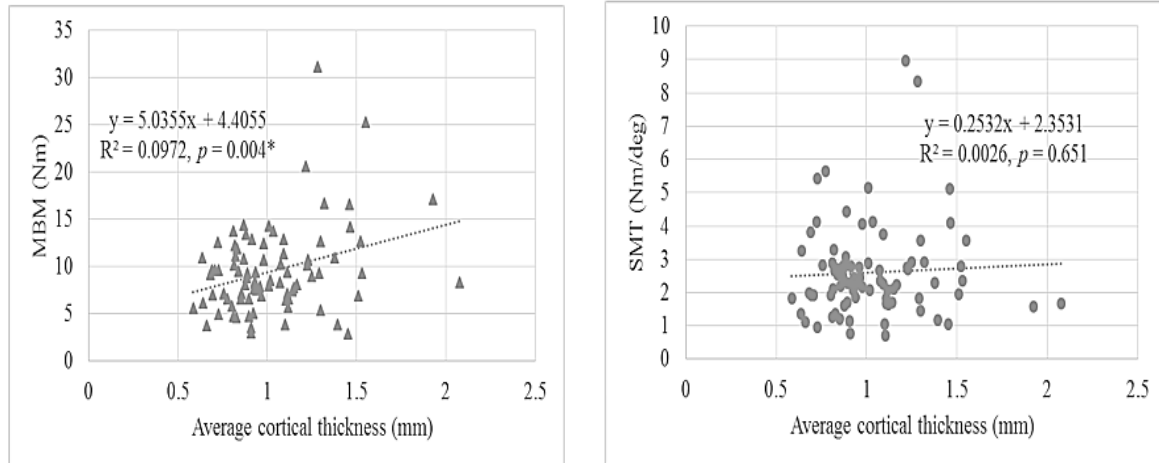 35
30
25
20
15
10
5
0
MBM (Nm)
y = 5.0355x + 4.4055
R² = 0.0972, p = 0.004*
0 0.5 1 1.5 2 2.5
Average cortical thickness (mm)
10
9
8
7
6
5
4
3
2
1
0
SMT (Nm/deg)
y = 0.2532x + 2.3531
R² = 0.0026, p = 0.651
0 0.5 1 1.5 2 2.5
Average cortical thickness (mm)